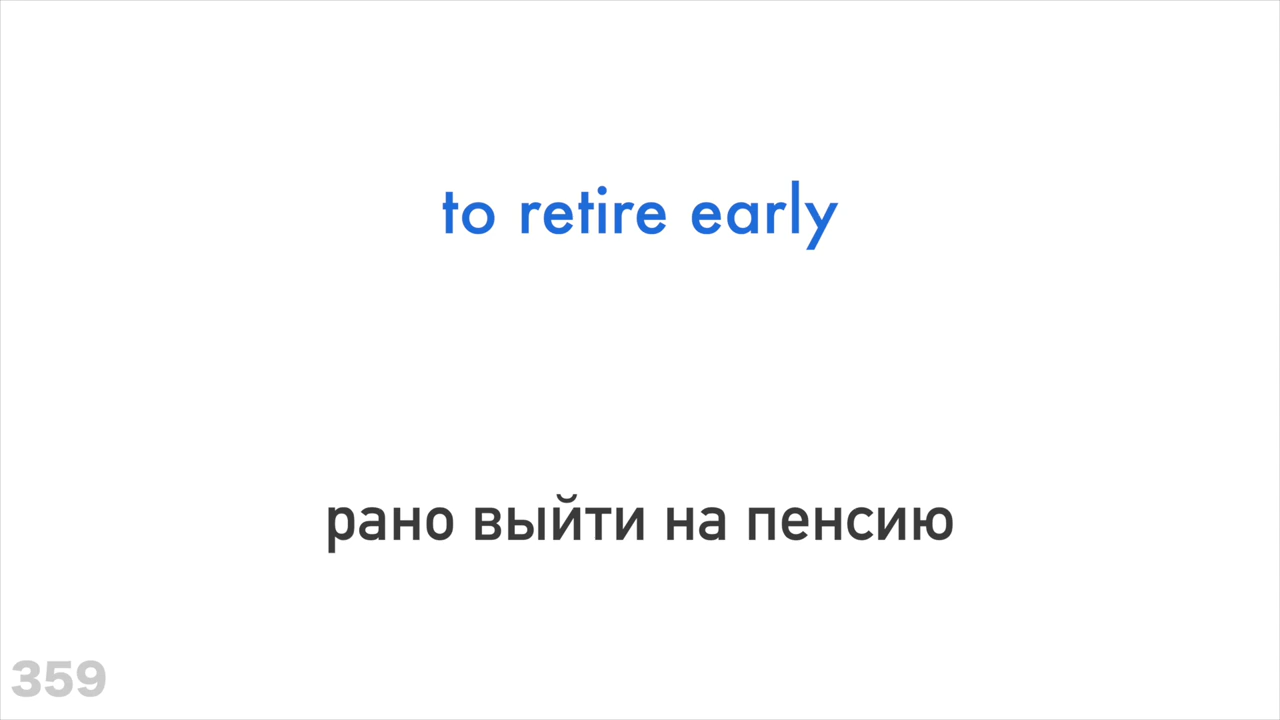 to retire early
рано выйти на пенсию
359